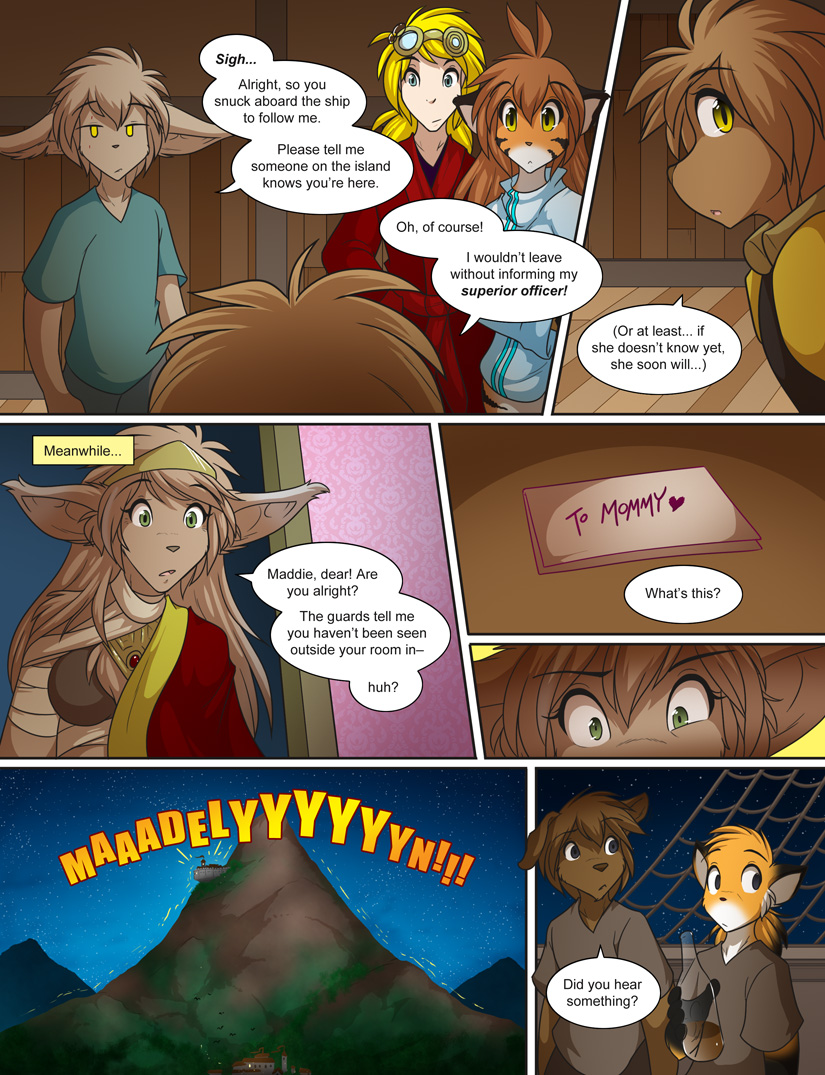 Sigh...
Alright, so you
snuck aboard the ship
to follow me.
Please tell me
someone on the island
knows you're here.
Oh, of course!
I wouldn't leave
without informing my
superior officer!
(Or at least... if
she doesn't know yet,
she soon will...)
Meanwhile...
Maddie, dear! Are
you alright?
The guards tell me
you haven't been seen
outside your room in–
huh?
To MOMMY ♥
What's this?
MAAADELYYYYYYYN!!!
Did you hear
something?